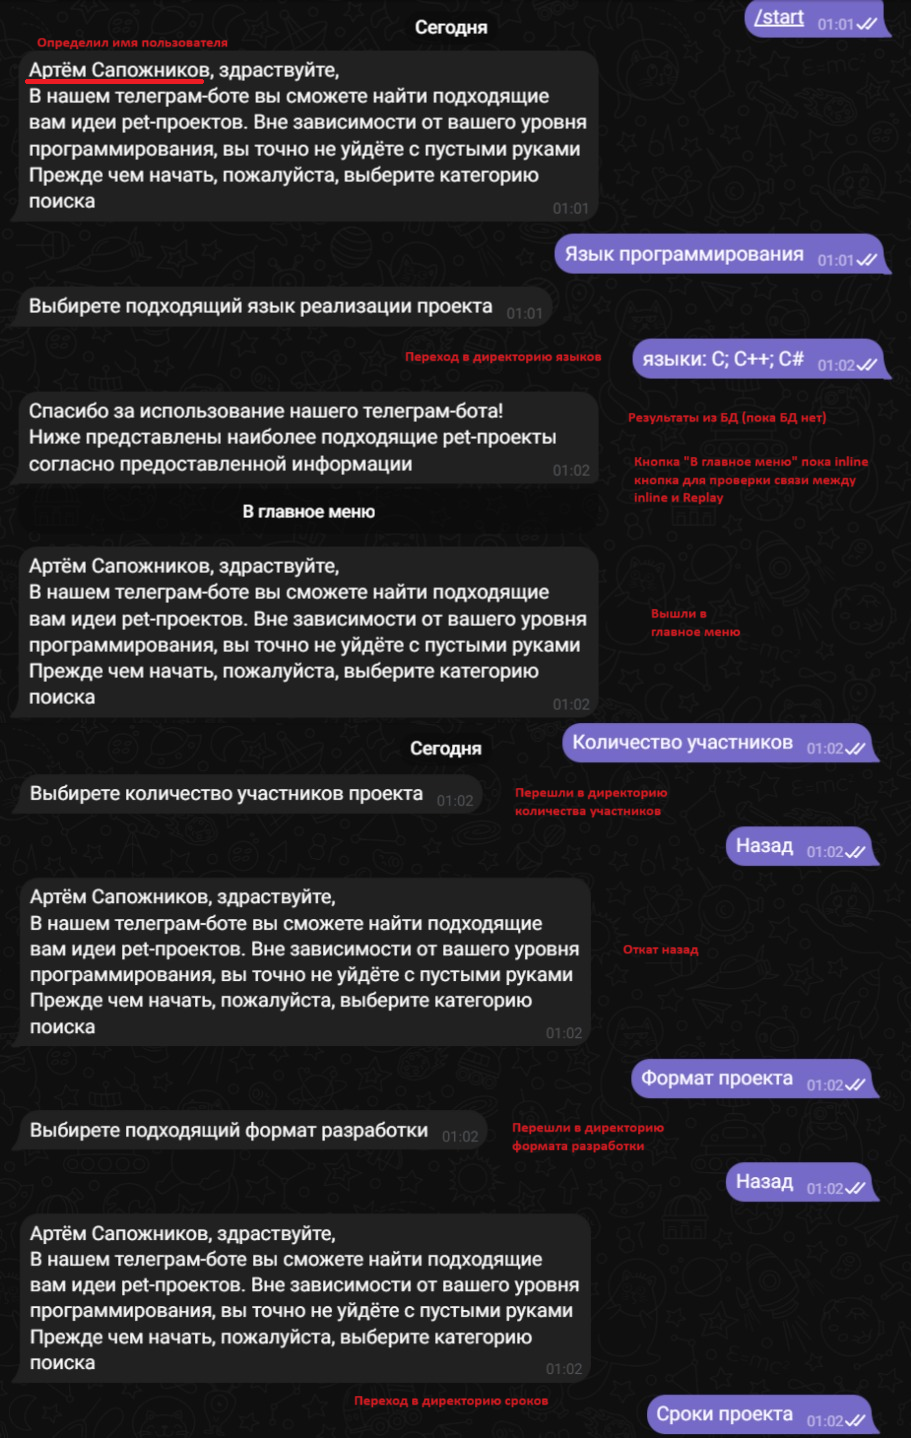 /start 01:01
Сегодня
Определил имя пользователя
Артём Сапожников, здраствуйте,
В нашем телеграм-боте вы сможете найти подходящие
вам идеи pet-проектов. Вне зависимости от вашего уровня
программирования, вы точно не уйдёте с пустыми руками
Прежде чем начать, пожалуйста, выберите категорию
поиска
01:01
Язык программирования 01:01
Выбирете подходящий язык реализации проекта 01:01
Переход в директорию языков
языки: C; C++; C# 01:02
Спасибо за использование нашего телеграм-бота!
Ниже представлены наиболее подходящие pet-проекты
согласно предоставленной информации 01:02
Результаты из БД (пока БД нет)
Кнопка "В главное меню" пока inline
кнопка для проверки связи между
inline и Replay
В главное меню
Артём Сапожников, здраствуйте,
В нашем телеграм-боте вы сможете найти подходящие
вам идеи pet-проектов. Вне зависимости от вашего уровня
программирования, вы точно не уйдёте с пустыми руками
Прежде чем начать, пожалуйста, выберите категорию
поиска
01:02
Вышли в
главное меню
Сегодня
Количество участников 01:02
Выбирете количество участников проекта 01:02
Перешли в директорию
количества участников
Назад 01:02
Артём Сапожников, здраствуйте,
В нашем телеграм-боте вы сможете найти подходящие
вам идеи pet-проектов. Вне зависимости от вашего уровня
программирования, вы точно не уйдёте с пустыми руками
Прежде чем начать, пожалуйста, выберите категорию
поиска
01:02
Откат назад
Формат проекта 01:02
Выбирете подходящий формат разработки 01:02
Перешли в директорию
формата разработки
Назад 01:02
Артём Сапожников, здраствуйте,
В нашем телеграм-боте вы сможете найти подходящие
вам идеи pet-проектов. Вне зависимости от вашего уровня
программирования, вы точно не уйдёте с пустыми руками
Прежде чем начать, пожалуйста, выберите категорию
поиска
01:02
Переход в директорию сроков
Сроки проекта 01:02